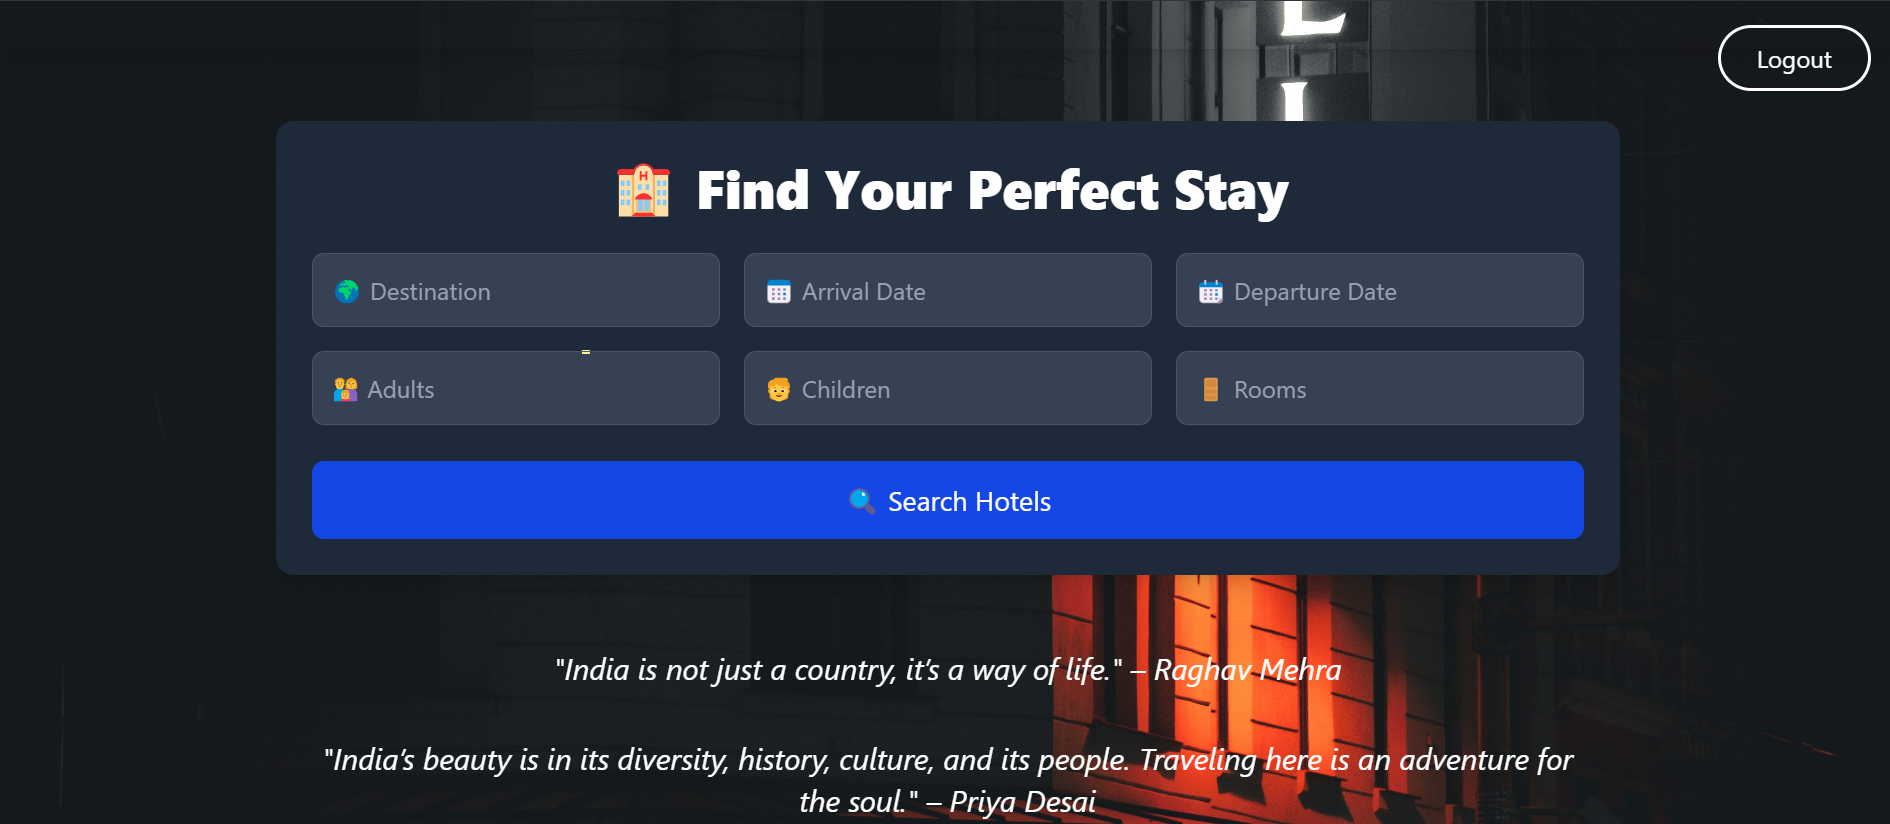 L
L
Logout
Find Your Perfect Stay
Destination
Arrival Date
Departure Date
Adults
Children
Rooms
Search Hotels
"India is not just a country, it’s a way of life." – Raghav Mehra
"India’s beauty is in its diversity, history, culture, and its people. Traveling here is an adventure for
the soul." – Priya Desai